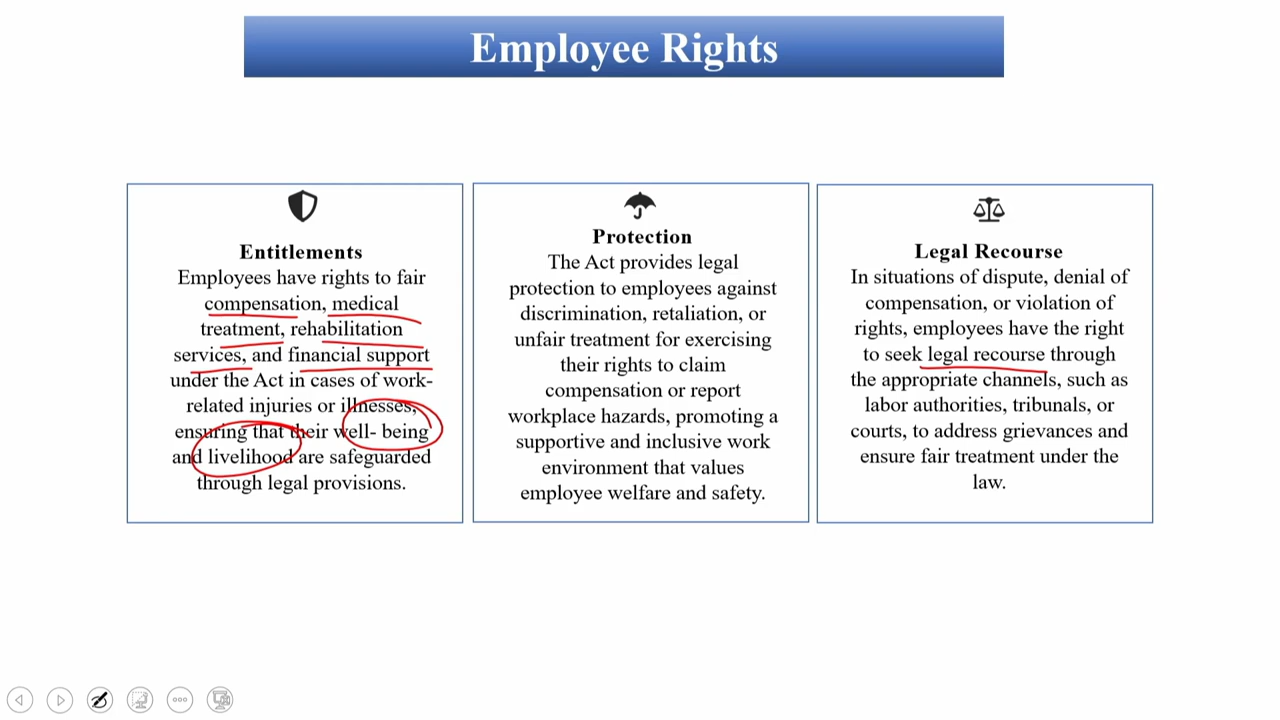 Employee Rights
Entitlements
Employees have rights to fair
compensation, medical
treatment, rehabilitation
services, and financial support
under the Act in cases of work-
related injuries or illnesses,
ensuring that their well- being
and livelihood are safeguarded
through legal provisions.
Protection
The Act provides legal
protection to employees against
discrimination, retaliation, or
unfair treatment for exercising
their rights to claim
compensation or report
workplace hazards, promoting a
supportive and inclusive work
environment that values
employee welfare and safety.
Legal Recourse
In situations of dispute, denial of
compensation, or violation of
rights, employees have the right
to seek legal recourse through
the appropriate channels, such as
labor authorities, tribunals, or
courts, to address grievances and
ensure fair treatment under the
law.